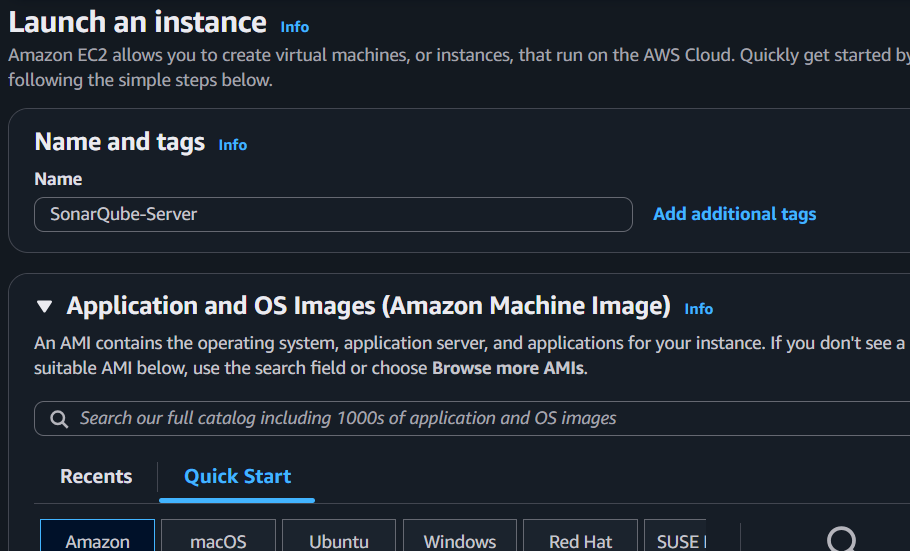 Launch an instance Info
Amazon EC2 allows you to create virtual machines, or instances, that run on the AWS Cloud. Quickly get started by
following the simple steps below.
Name and tags Info
Name
SonarQube-Server
Add additional tags
Application and OS Images (Amazon Machine Image) Info
An AMI contains the operating system, application server, and applications for your instance. If you don't see a
suitable AMI below, use the search field or choose Browse more AMIs.
Search our full catalog including 1000s of application and OS images
Recents Quick Start
Amazon macOS Ubuntu Windows Red Hat SUSE